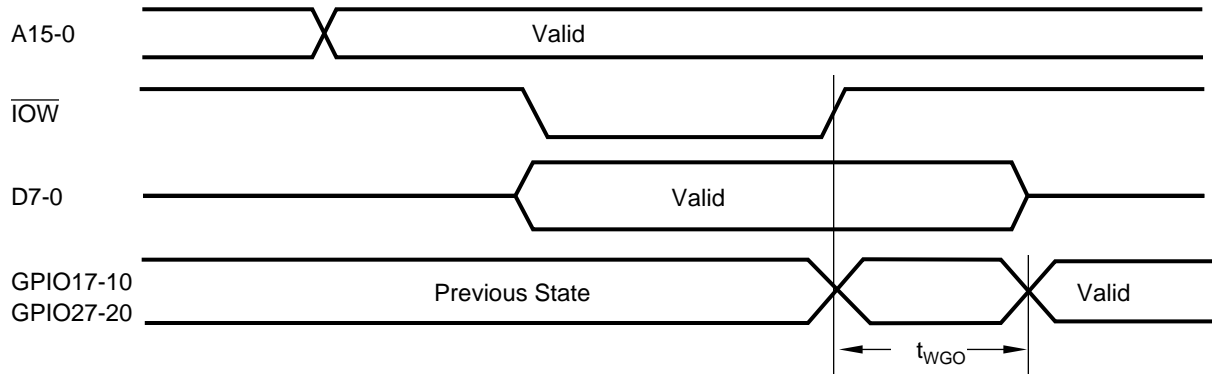 A15-0
Valid
IOW
D7-0
Valid
GPIO17-10
GPIO27-20
Previous State
Valid
tWGO